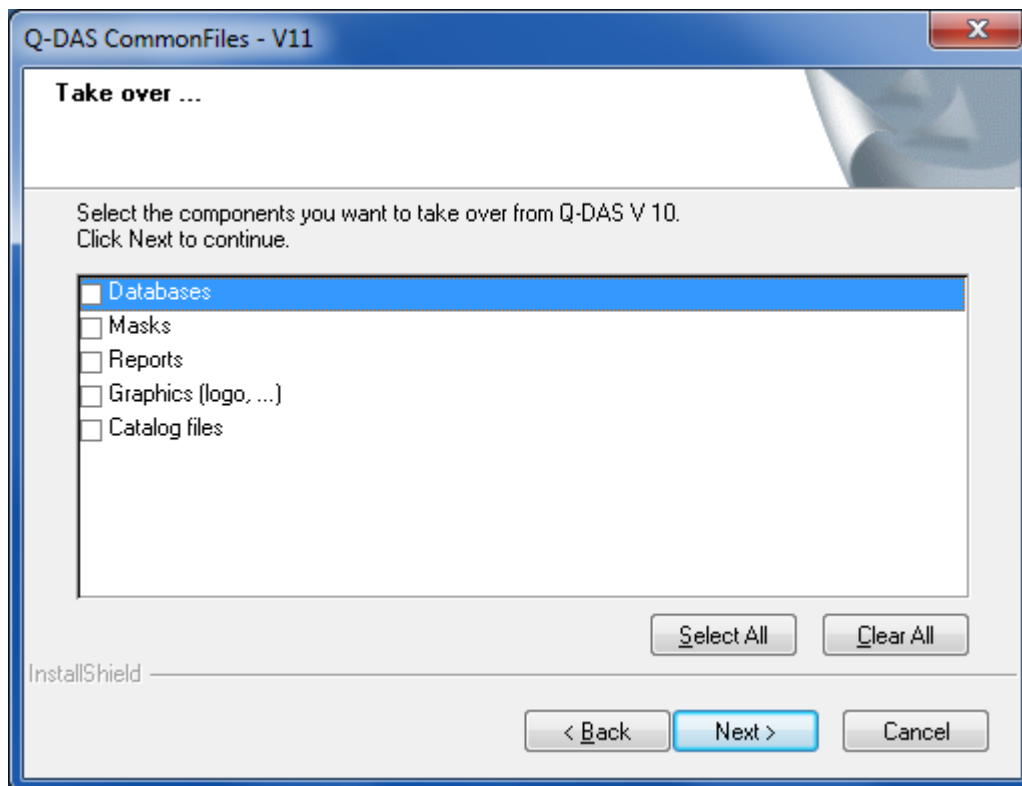 Q-DAS CommonFiles - V11
Take over ...
Select the components you want to take over from Q-DAS V 10.
Click Next to continue.
Databases
Masks
Reports
Graphics (logo, ...)
Catalog files
Select All
Clear All
InstallShield
< Back
Next >
Cancel